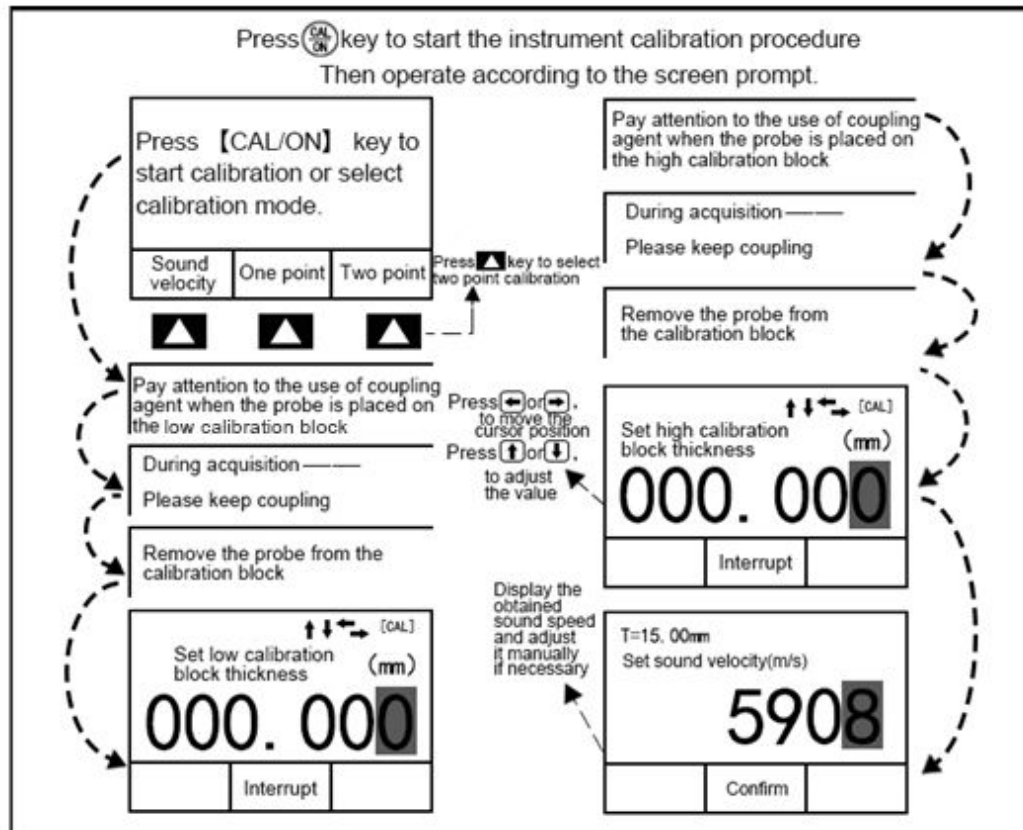 Press CAL/ON key to start the instrument calibration procedure
Then operate according to the screen prompt.
Press 【CAL/ON】 key to
start calibration or select
calibration mode.
Sound
velocity
One point
Two point
Press key to select
two point calibration
Pay attention to the use of coupling
agent when the probe is placed on
the low calibration block
During acquisition———
Please keep coupling
Remove the probe from the
calibration block
[CAL]
Set low calibration
block thickness
(mm)
000.000
Interrupt
Pay attention to the use of coupling
agent when the probe is placed on
the high calibration block
During acquisition———
Please keep coupling
Remove the probe from
the calibration block
Press ← or →.
to move the
cursor position
Press ↑ or ↓.
to adjust
the value
[CAL]
Set high calibration
block thickness
(mm)
000.000
Interrupt
Display the
obtained
sound speed
and adjust
it manually
if necessary
T=15.00mm
Set sound velocity(m/s)
5908
Confirm